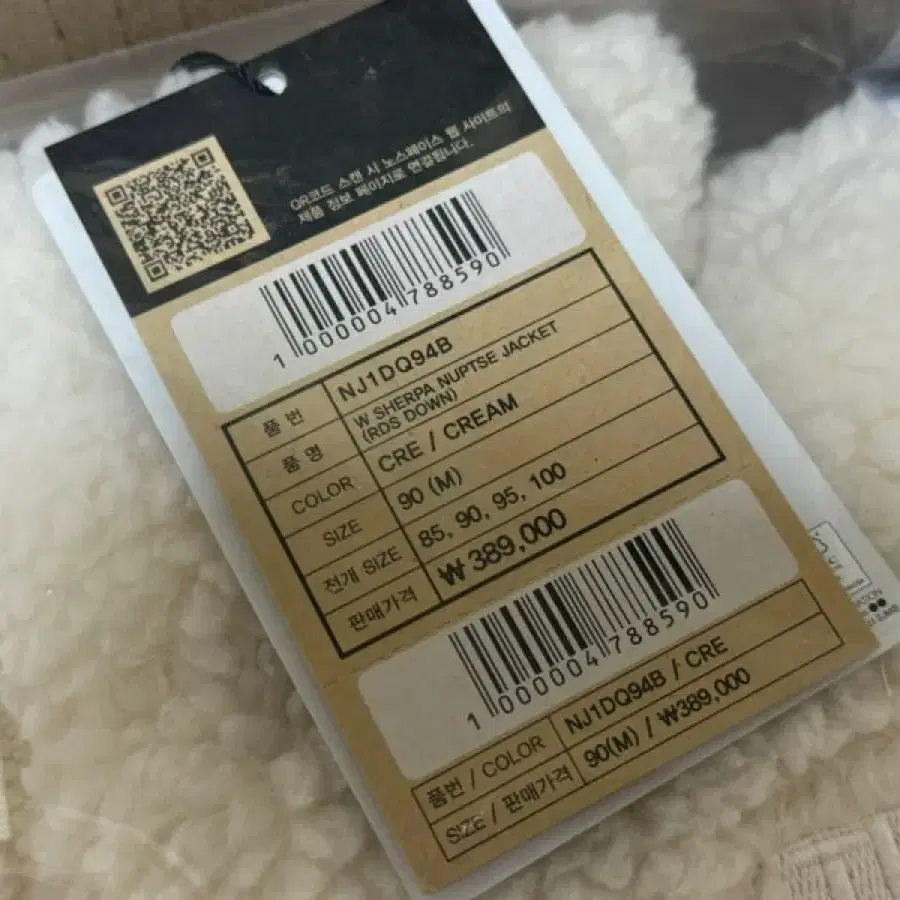 QR코드 스캔 시 노스페이스 웹 사이트의
제품 정보 페이지로 연결됩니다.
1 000004 788590
품 번 NJ1DQ94B
품 명 W SHERPA NUPTSE JACKET
(RDS DOWN)
COLOR CRE / CREAM
SIZE 90 (M)
전개 SIZE 85, 90, 95, 100
판매가격 ₩389,000
1 000004 788590
품번 / COLOR NJ1DQ94B / CRE
SIZE / 판매가격 90(M) / ₩389,000